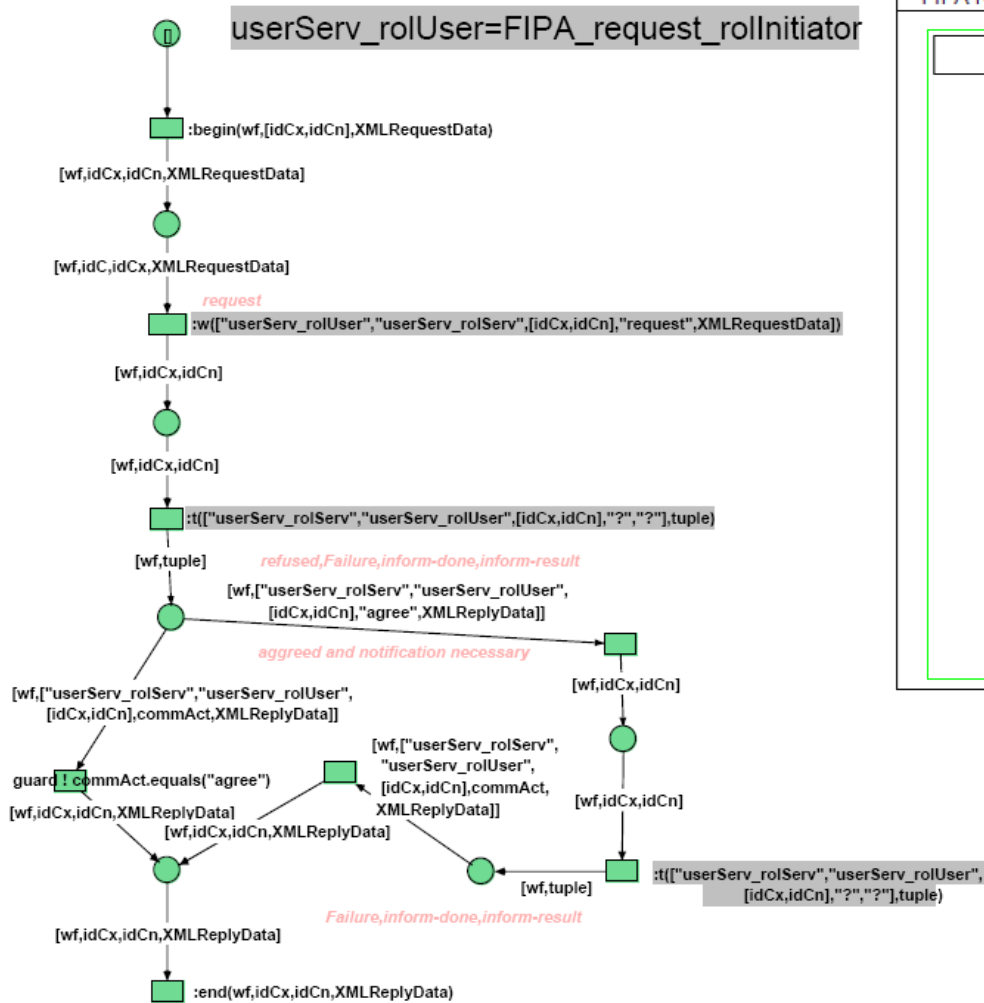 userServ_rolUser=FIPA_request_rolInitiator
[]
:begin(wf,[idCx,idCn],XMLRequestData)
[wf,idCx,idCn,XMLRequestData]
[wf,idC,idCx,XMLRequestData]
request
:w(["userServ_rolUser","userServ_rolServ",[idCx,idCn],"request",XMLRequestData])
[wf,idCx,idCn]
[wf,idCx,idCn]
:t(["userServ_rolServ","userServ_rolUser",[idCx,idCn],"?","?"],tuple)
[wf,tuple]
refused,Failure,inform-done,inform-result
[wf,["userServ_rolServ","userServ_rolUser",
[idCx,idCn],"agree",XMLReplyData]]
aggreed and notification necessary
[wf,idCx,idCn]
[wf,["userServ_rolServ","userServ_rolUser",
[idCx,idCn],commAct,XMLReplyData]]
[wf,["userServ_rolServ",
"userServ_rolUser",
[idCx,idCn],commAct,
XMLReplyData]]
guard ! commAct.equals("agree")
[wf,idCx,idCn]
[wf,idCx,idCn,XMLReplyData]
[wf,idCx,idCn,XMLReplyData]
:t(["userServ_rolServ","userServ_rolUser",
[idCx,idCn],"?","?"],tuple)
[wf,tuple]
Failure,inform-done,inform-result
[wf,idCx,idCn,XMLReplyData]
:end(wf,idCx,idCn,XMLReplyData)